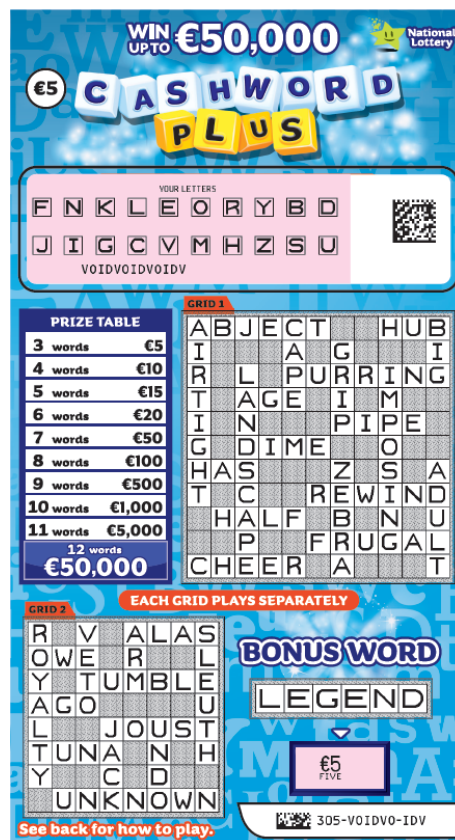 WIN
UP TO €50,000
National
Lottery
€5
CASHWORD
PLUS
YOUR LETTERS
F N K L E O R Y B D
J I G C V M H Z S U
VOIDVOIDVOIDV
PRIZE TABLE
3 words €5
4 words €10
5 words €15
6 words €20
7 words €50
8 words €100
9 words €500
10 words €1,000
11 words €5,000
12 words
€50,000
GRID 1
ABJECT HUB
I A G I
R L PURRING
T AGE I M
I N PIPE
G DIME O
HAS Z S A
T C REWIND
HALF B N U
P FRUGAL
CHEER A T
EACH GRID PLAYS SEPARATELY
GRID 2
R V ALAS
OWE R L
Y TUMBLE
AGO U
L JOUST
TUNA N H
Y C D
UNKNOWN
BONUS WORD
LEGEND
€5
FIVE
See back for how to play.
305-VOIDVO-IDV